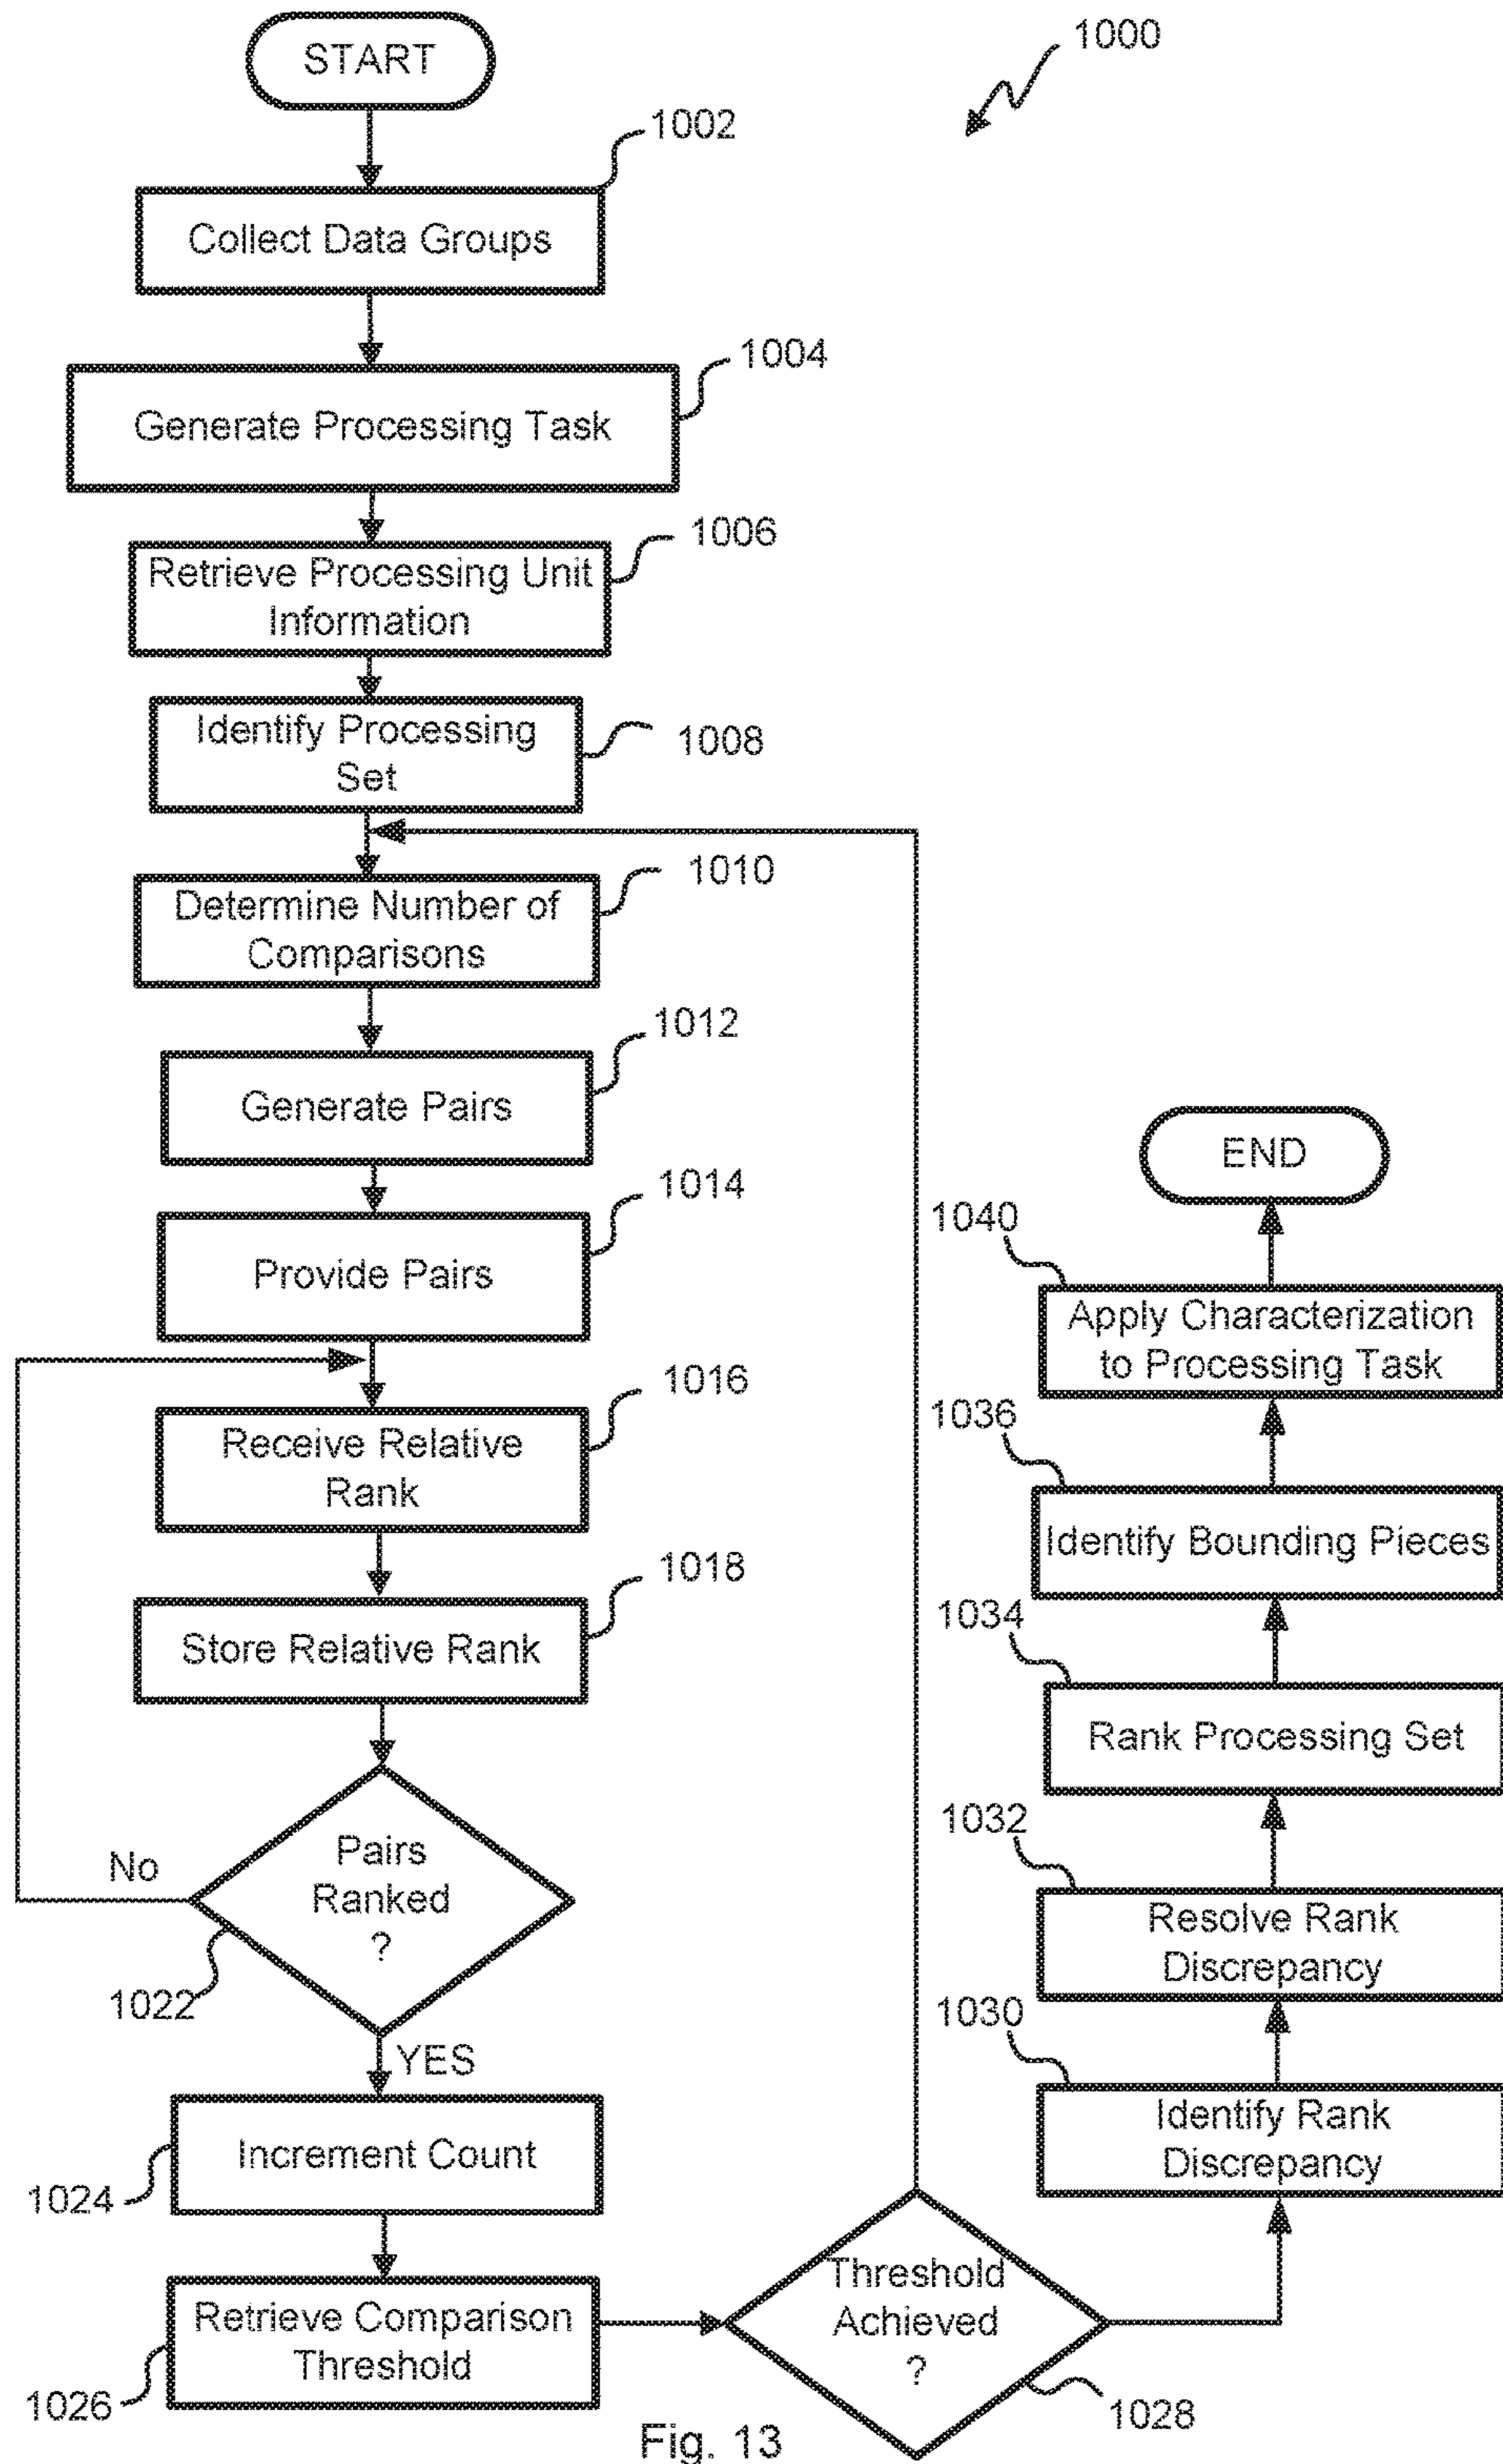 START
1000
1002
Collect Data Groups
1004
Generate Processing Task
1006
Retrieve Processing Unit
Information
1008
Identify Processing
Set
1010
Determine Number of
Comparisons
1012
Generate Pairs
1014
Provide Pairs
1016
Receive Relative
Rank
1018
Store Relative Rank
Pairs
Ranked
?
No
1022
YES
Increment Count
1024
Retrieve Comparison
Threshold
1026
Threshold
Achieved
?
1028
1030
Identify Rank
Discrepancy
1032
Resolve Rank
Discrepancy
1034
Rank Processing Set
1036
Identify Bounding Pieces
1040
Apply Characterization
to Processing Task
END
Fig. 13